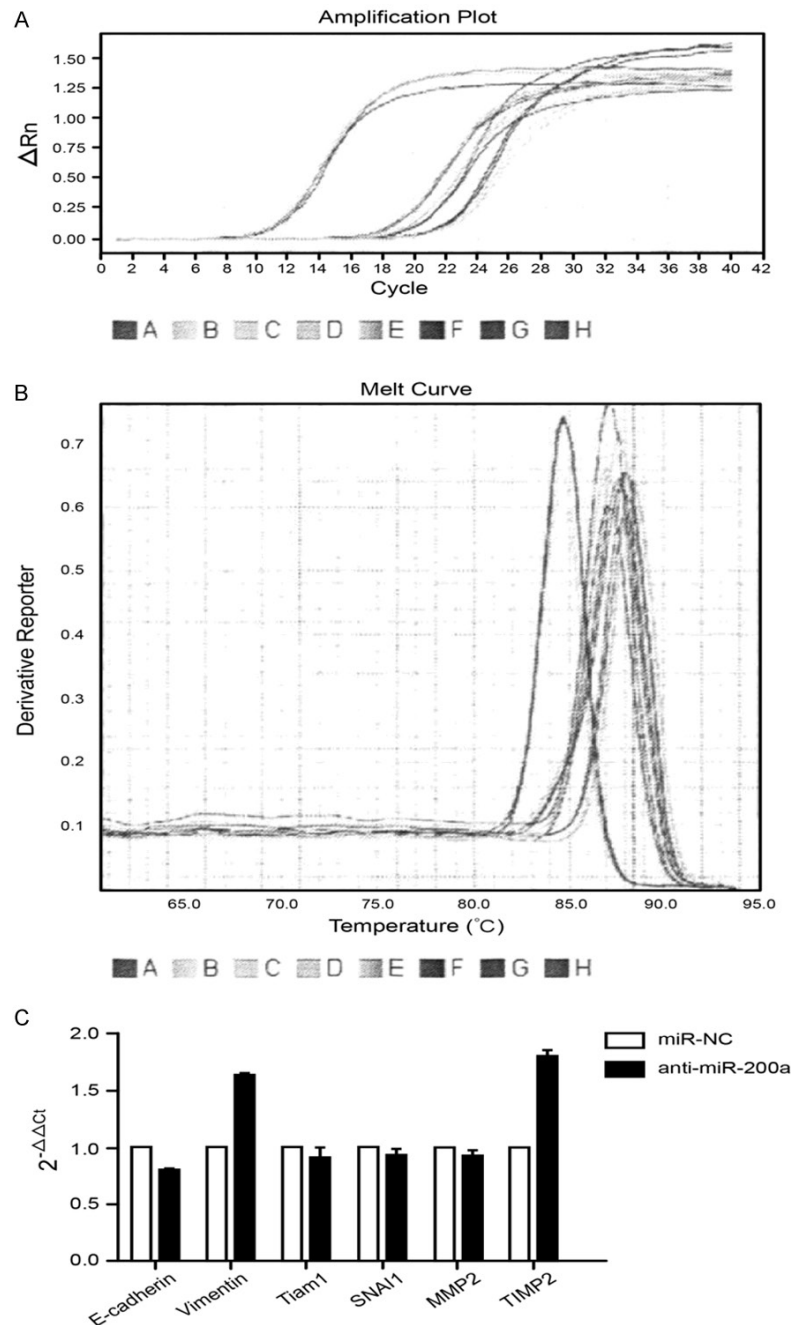 A
Amplification Plot
1.50
1.25
1.00
0.75
0.50
0.25
0.00
ΔRn
0 2 4 6 8 10 12 14 16 18 20 22 24 26 28 30 32 34 36 38 40 42
Cycle
A B C D E F G H
B
Melt Curve
0.7
0.6
0.5
0.4
0.3
0.2
0.1
Derivative Reporter
65.0 70.0 75.0 80.0 85.0 90.0 95.0
Temperature (°C)
A B C D E F G H
C
2.0
1.5
1.0
0.5
0.0
2-ΔΔCt
miR-NC
anti-miR-200a
E-cadherin Vimentin Tiam1 SNAI1 MMP2 TIMP2